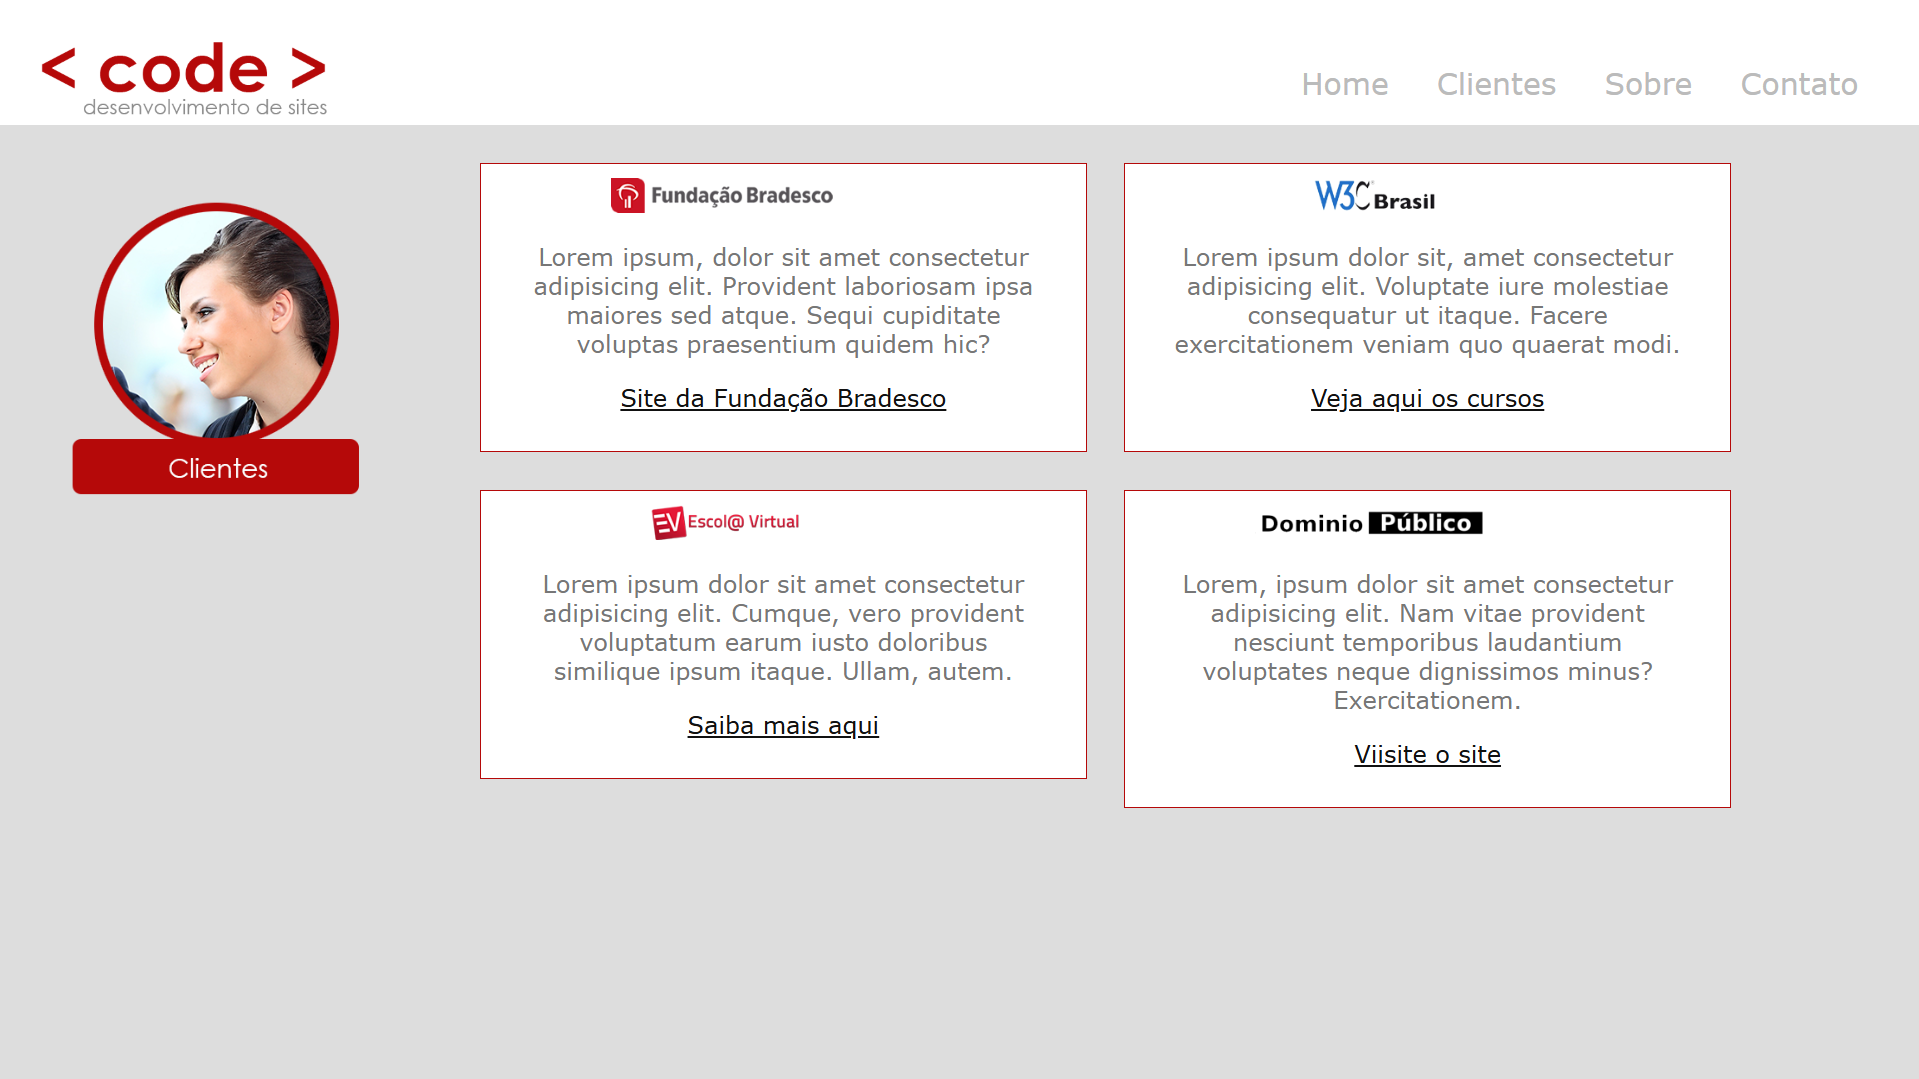 < code >
desenvolvimento de sites
Home Clientes Sobre Contato
Clientes
Fundação Bradesco
Lorem ipsum, dolor sit amet consectetur
adipisicing elit. Provident laboriosam ipsa
maiores sed atque. Sequi cupiditate
voluptas praesentium quidem hic?
Site da Fundação Bradesco
W3C Brasil
Lorem ipsum dolor sit, amet consectetur
adipisicing elit. Voluptate iure molestiae
consequatur ut itaque. Facere
exercitationem veniam quo quaerat modi.
Veja aqui os cursos
EV Escol@ Virtual
Lorem ipsum dolor sit amet consectetur
adipisicing elit. Cumque, vero provident
voluptatum earum iusto doloribus
similique ipsum itaque. Ullam, autem.
Saiba mais aqui
Dominio Público
Lorem, ipsum dolor sit amet consectetur
adipisicing elit. Nam vitae provident
nesciunt temporibus laudantium
voluptates neque dignissimos minus?
Exercitationem.
Viisite o site